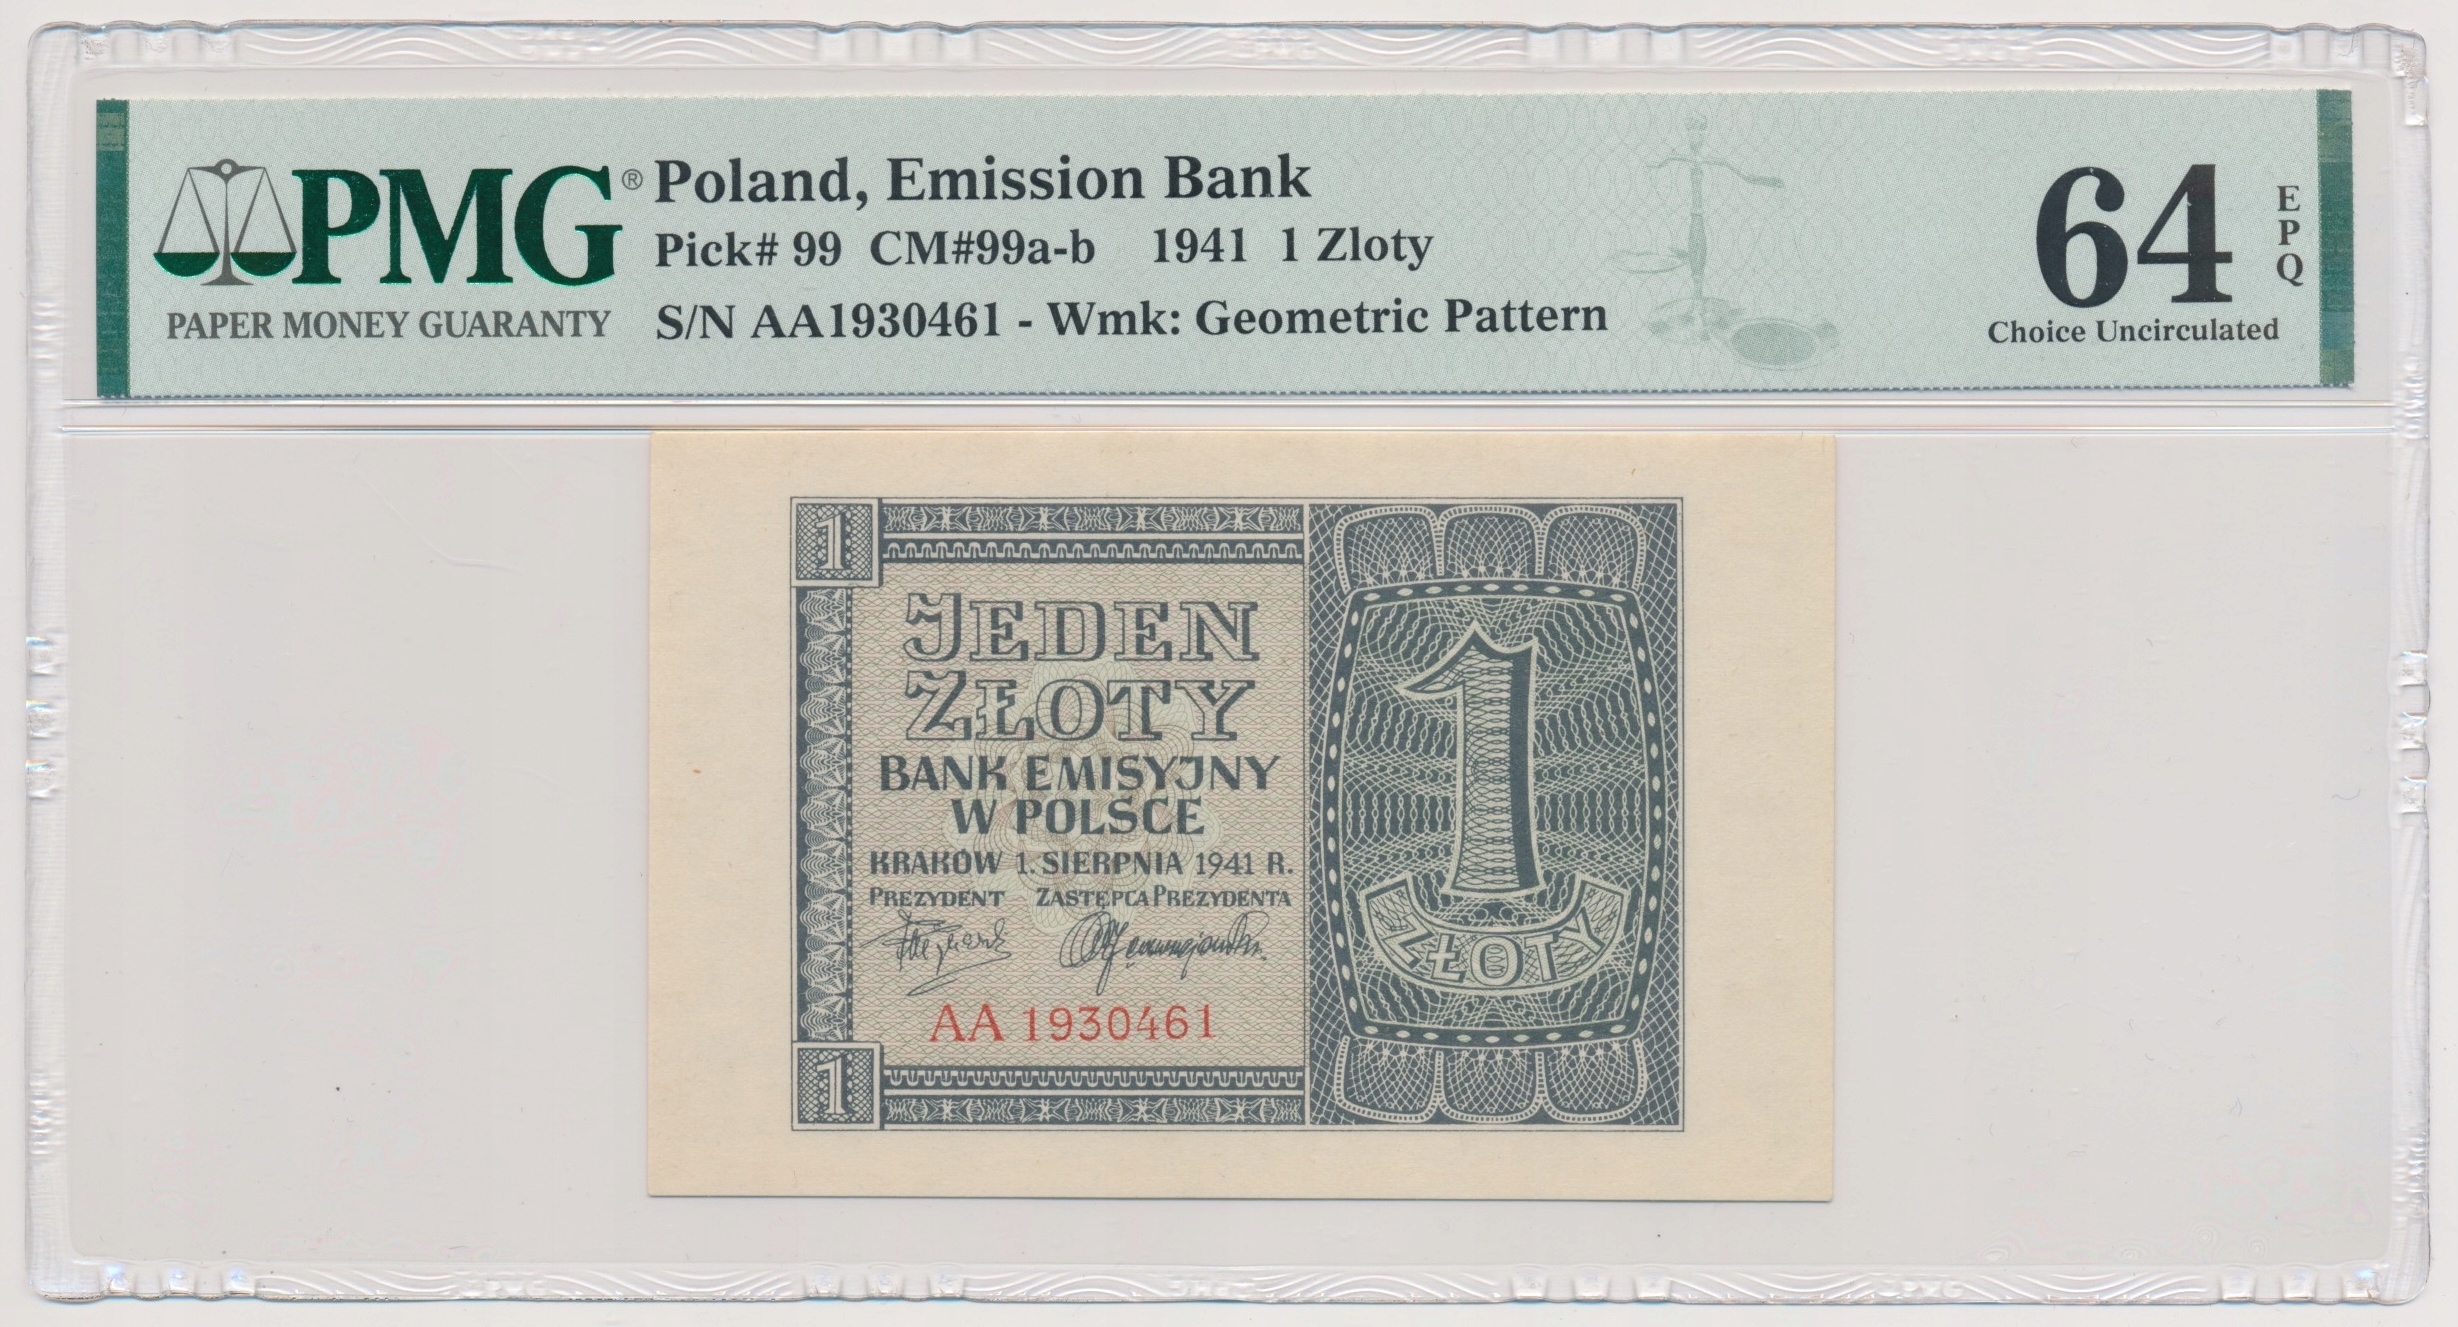 PMG®
PAPER MONEY GUARANTY
Poland, Emission Bank
Pick# 99 CM#99a-b 1941 1 Zloty
S/N AA1930461 - Wmk: Geometric Pattern
64
EPQ
Choice Uncirculated
1
JEDEN
ZŁOTY
BANK EMISYJNY
W POLSCE
KRAKÓW 1. SIERPNIA 1941 R.
PREZYDENT ZASTĘPCA PREZYDENTA
AA 1930461
1
1
ZŁOTY